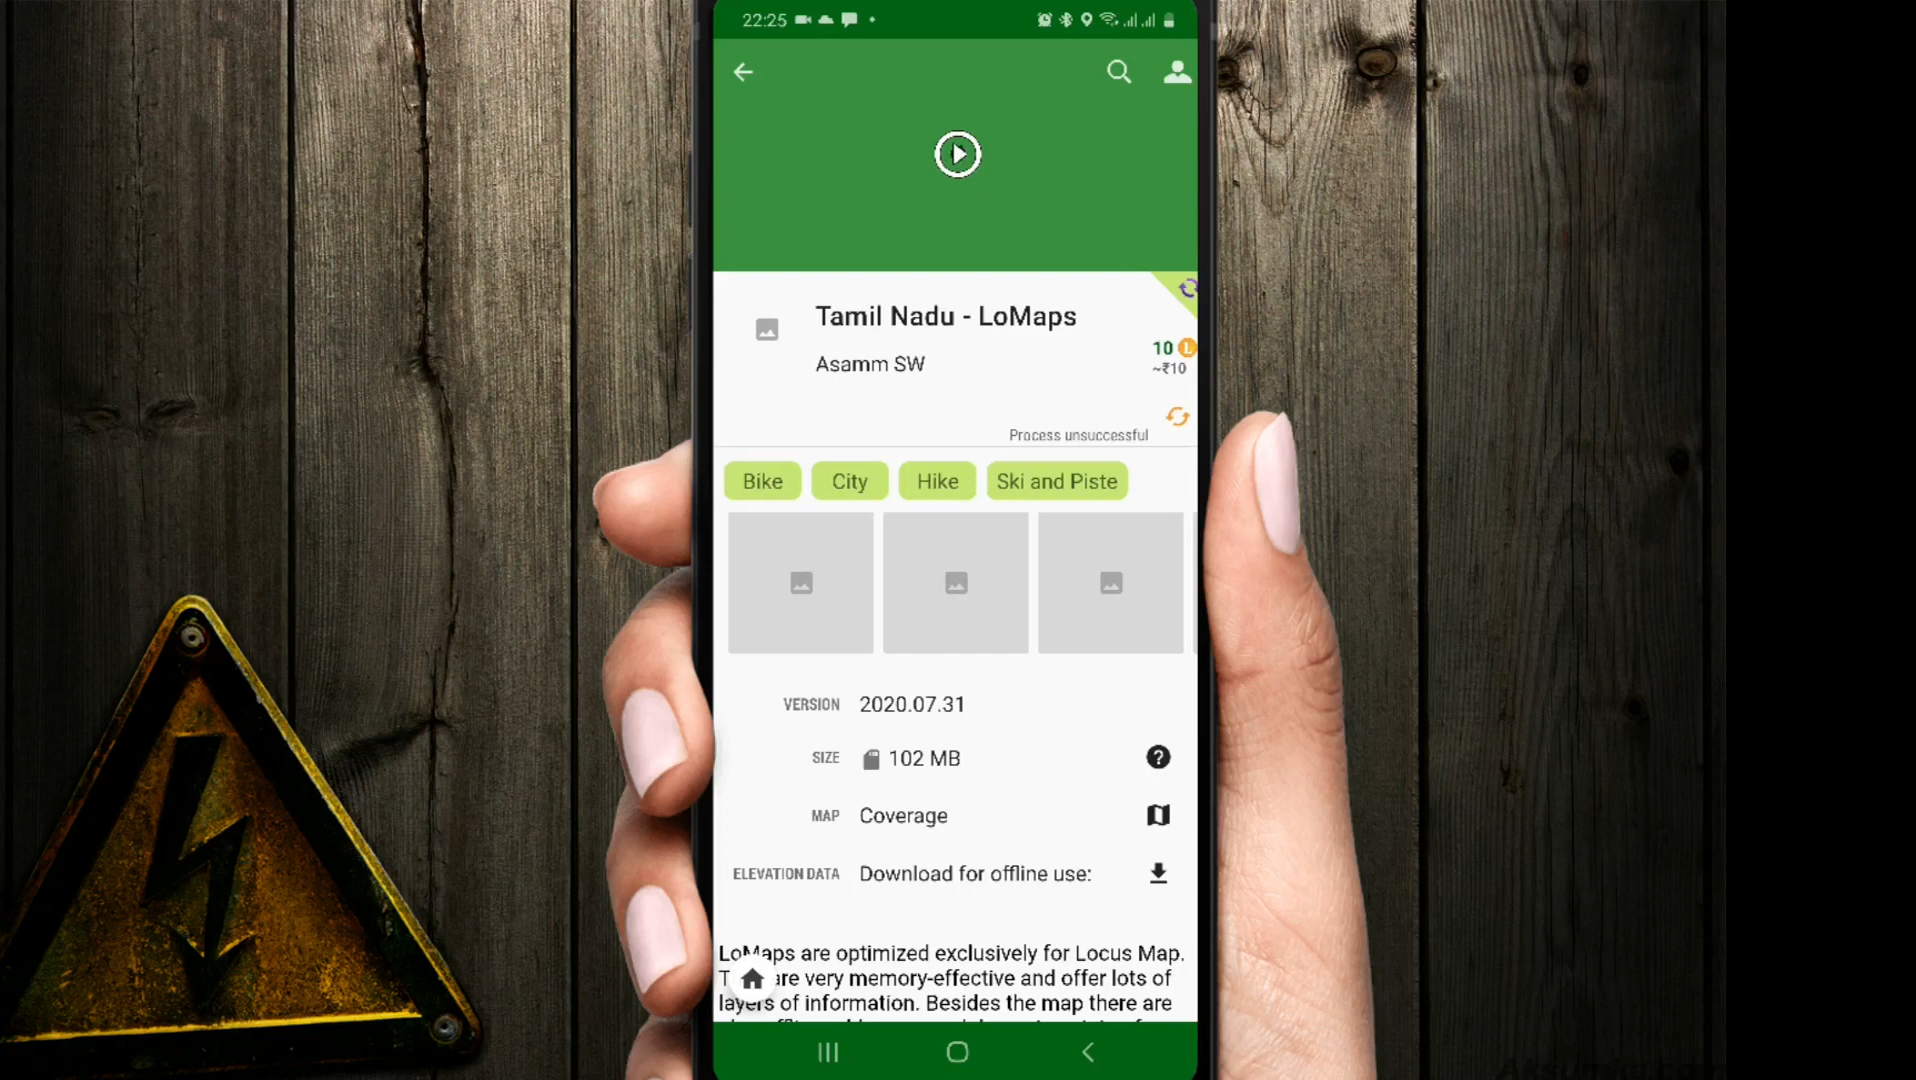 22:25
Tamil Nadu - LoMaps
10 L
Asamm SW
~₹10
Process unsuccessful
Bike City Hike Ski and Piste
VERSION 2020.07.31
SIZE 102 MB ?
MAP Coverage
ELEVATION DATA Download for offline use:
LoMaps are optimized exclusively for Locus Map.
are very memory-effective and offer lots of
layers of information. Besides the map there are